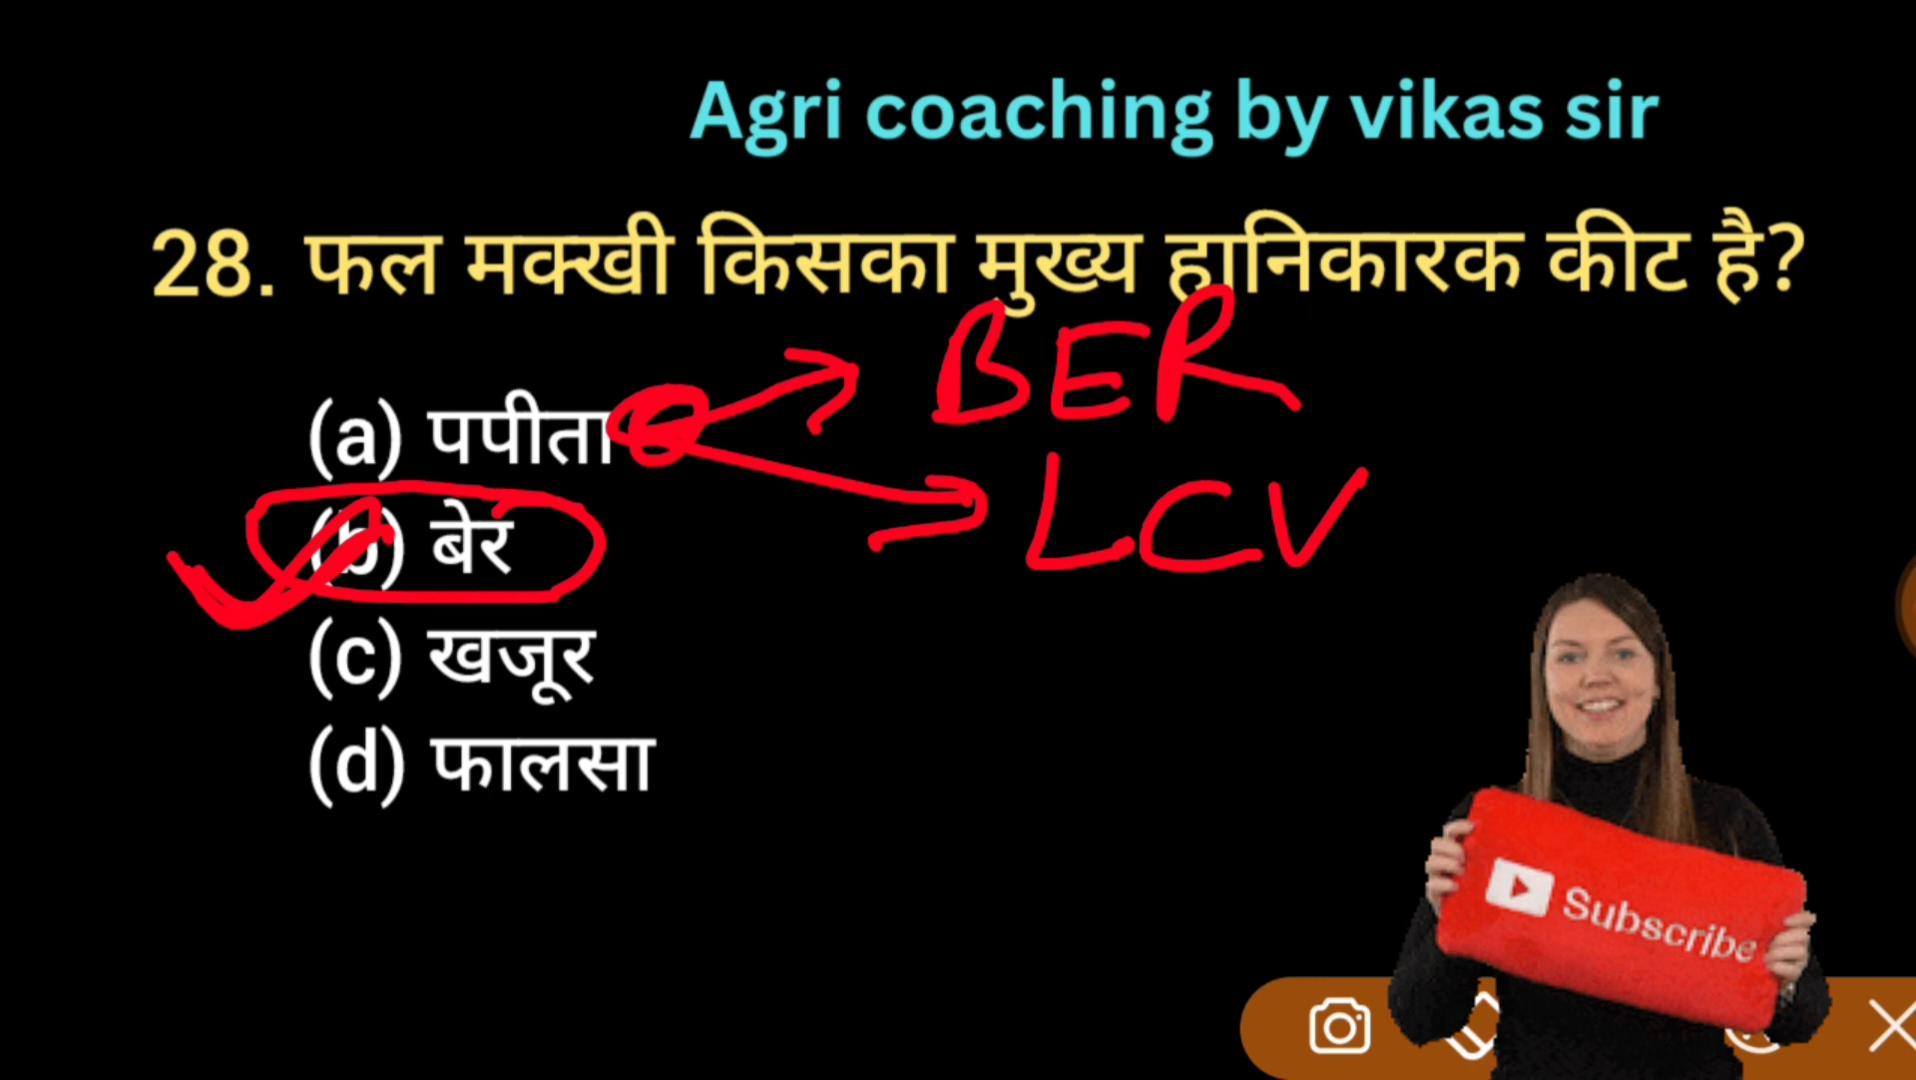 Agri coaching by vikas sir
28. फल मक्खी किसका मुख्य हानिकारक कीट है?
BER
(a) पपीता
LCV
(b) बेर
(c) खजूर
(d) फालसा
Subscribe